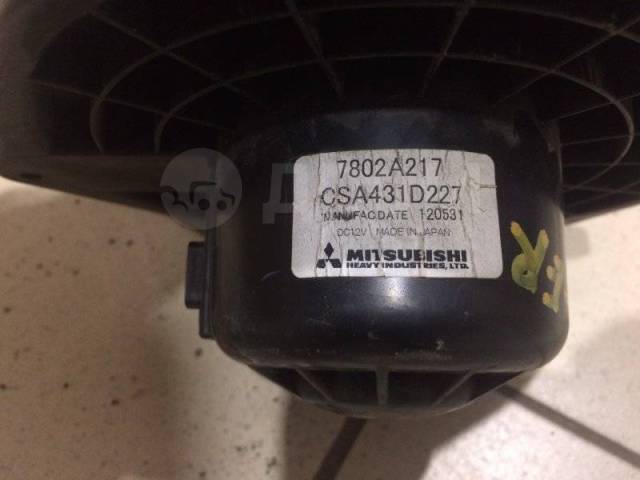 7802A217
CSA431D227
MANUFACDATE 120531
DC12V MADE IN JAPAN
MITSUBISHI
HEAVY INDUSTRIES, LTD.